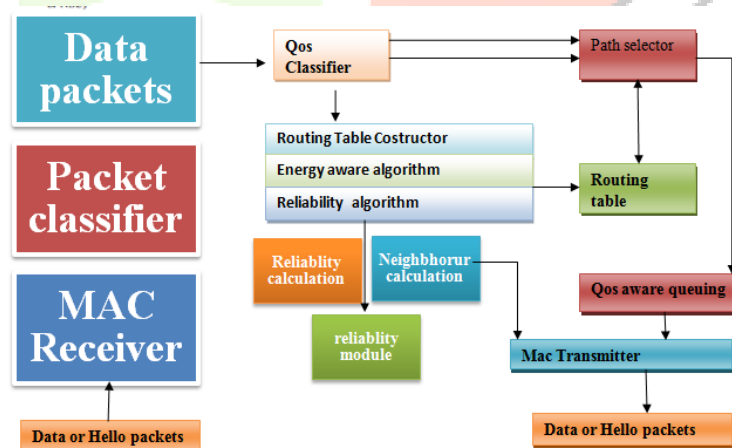 Data
packets
Qos
Classifier
Path selector
Routing Table Costructor
Energy aware algorithm
Reliability algorithm
Packet
classifier
Routing
table
Reliablity
calculation
Neighbhorur
calculation
MAC
Receiver
Qos aware queuing
reliablity
module
Mac Transmitter
Data or Hello packets
Data or Hello packets